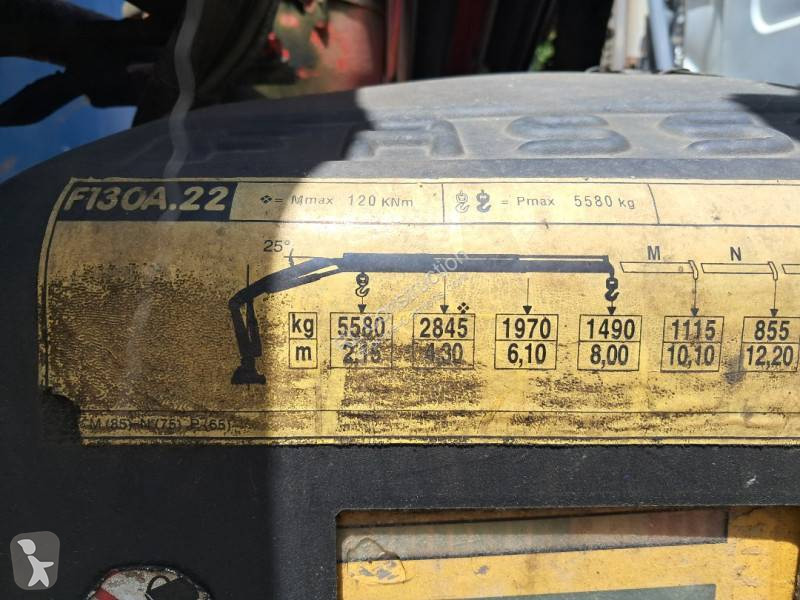 ASS
F130A.22 ❖ = Mmax 120 KNm = Pmax 5580 kg
25° M N
kg 5580 2845 ❖ 1970 1490 1115 855
m 2,15 4,30 6,10 8,00 10,10 12,20
M (85) N (75) P (65)